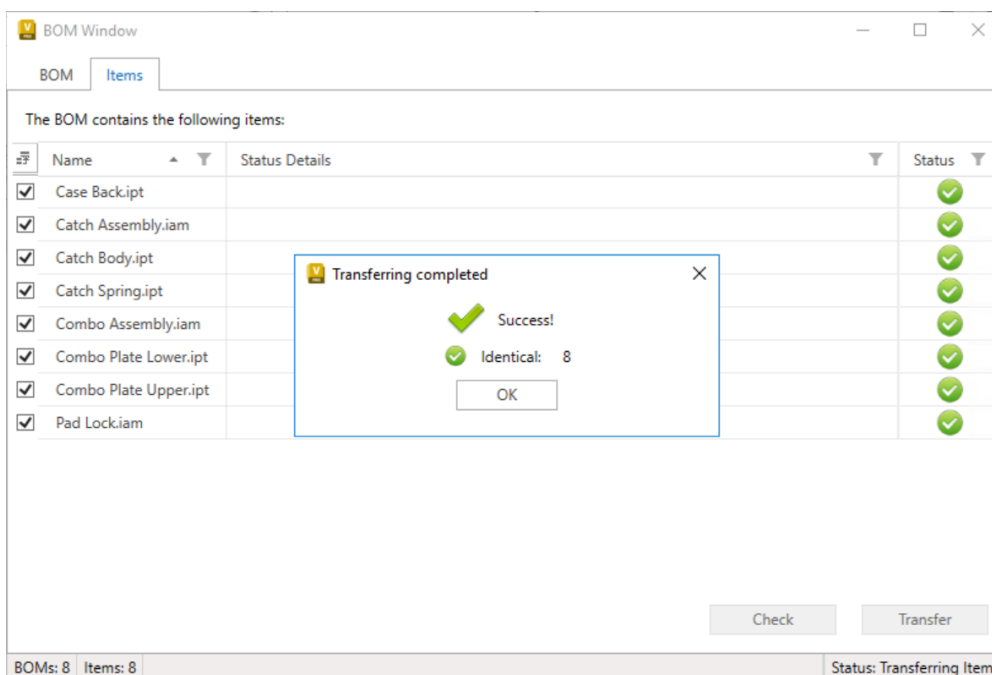 BOM Window
BOM Items
The BOM contains the following items:
Name Status Details Status
Case Back.ipt
Catch Assembly.iam
Catch Body.ipt
Catch Spring.ipt
Combo Assembly.iam
Combo Plate Lower.ipt
Combo Plate Upper.ipt
Pad Lock.iam
Transferring completed
Success!
Identical: 8
OK
Check Transfer
BOMs: 8 Items: 8 Status: Transferring Item